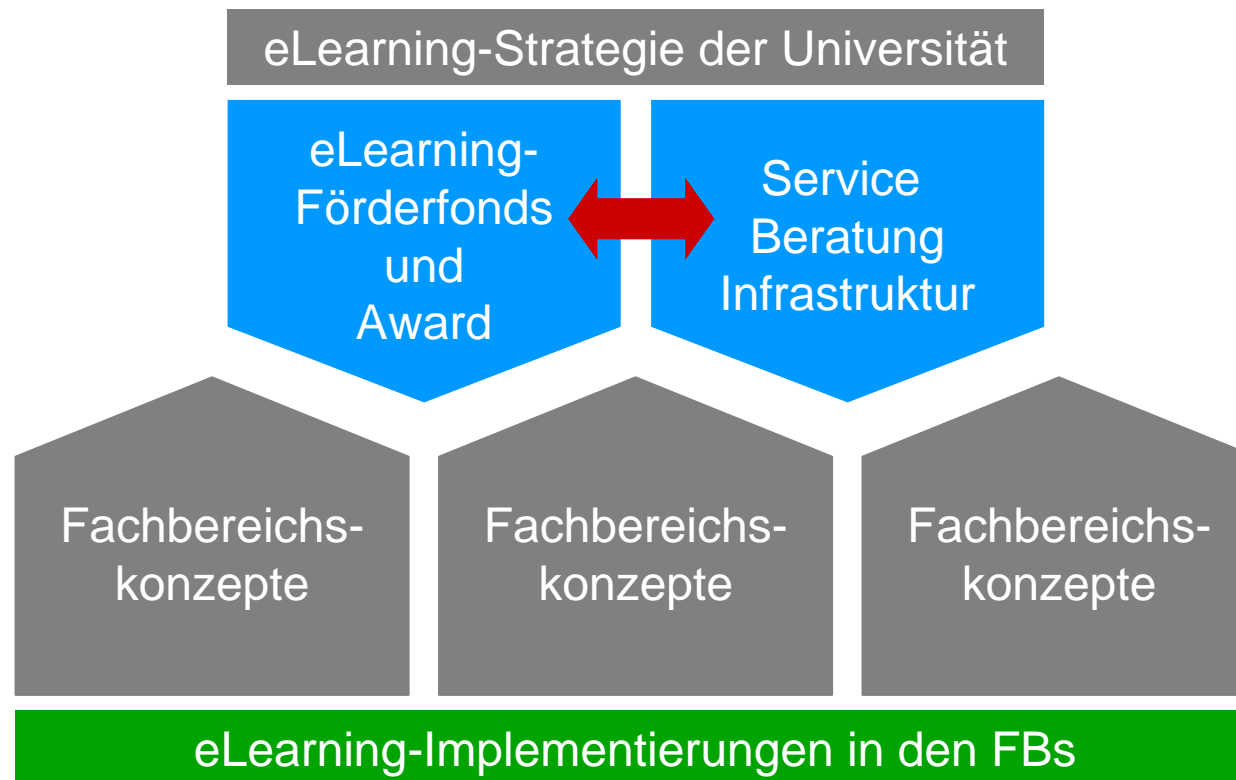 eLearning-Strategie der Universität
eLearning-
Förderfonds
und
Award
Service
Beratung
Infrastruktur
Fachbereichs-
konzepte
Fachbereichs-
konzepte
Fachbereichs-
konzepte
eLearning-Implementierungen in den FBs